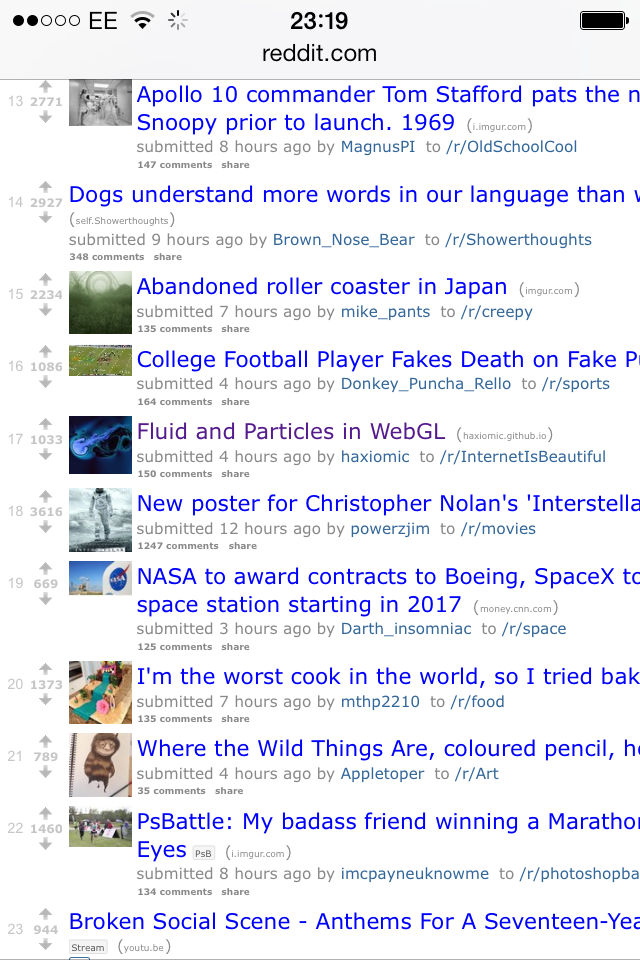 EE 23:19
reddit.com
13 2771 Apollo 10 commander Tom Stafford pats the n
Snoopy prior to launch. 1969 (i.imgur.com)
submitted 8 hours ago by MagnusPI to /r/OldSchoolCool
147 comments share
14 2927 Dogs understand more words in our language than
(self.Showerthoughts)
submitted 9 hours ago by Brown_Nose_Bear to /r/Showerthoughts
348 comments share
15 2234 Abandoned roller coaster in Japan (imgur.com)
submitted 7 hours ago by mike_pants to /r/creepy
135 comments share
16 1086 College Football Player Fakes Death on Fake Pu
submitted 4 hours ago by Donkey_Puncha_Rello to /r/sports
164 comments share
17 1033 Fluid and Particles in WebGL (haxiomic.github.io)
submitted 4 hours ago by haxiomic to /r/InternetIsBeautiful
150 comments share
18 3616 New poster for Christopher Nolan's 'Interstella
submitted 12 hours ago by powerzjim to /r/movies
1247 comments share
19 669 NASA to award contracts to Boeing, SpaceX to
space station starting in 2017 (money.cnn.com)
submitted 3 hours ago by Darth_insomniac to /r/space
125 comments share
20 1373 I'm the worst cook in the world, so I tried bak
submitted 7 hours ago by mthp2210 to /r/food
135 comments share
21 789 Where the Wild Things Are, coloured pencil, h
submitted 4 hours ago by Appletoper to /r/Art
35 comments share
22 1460 PsBattle: My badass friend winning a Maratho
Eyes PsB (i.imgur.com)
submitted 8 hours ago by imcpayneuknowme to /r/photoshopba
134 comments share
23 944 Broken Social Scene - Anthems For A Seventeen-Yea
Stream (youtu.be)